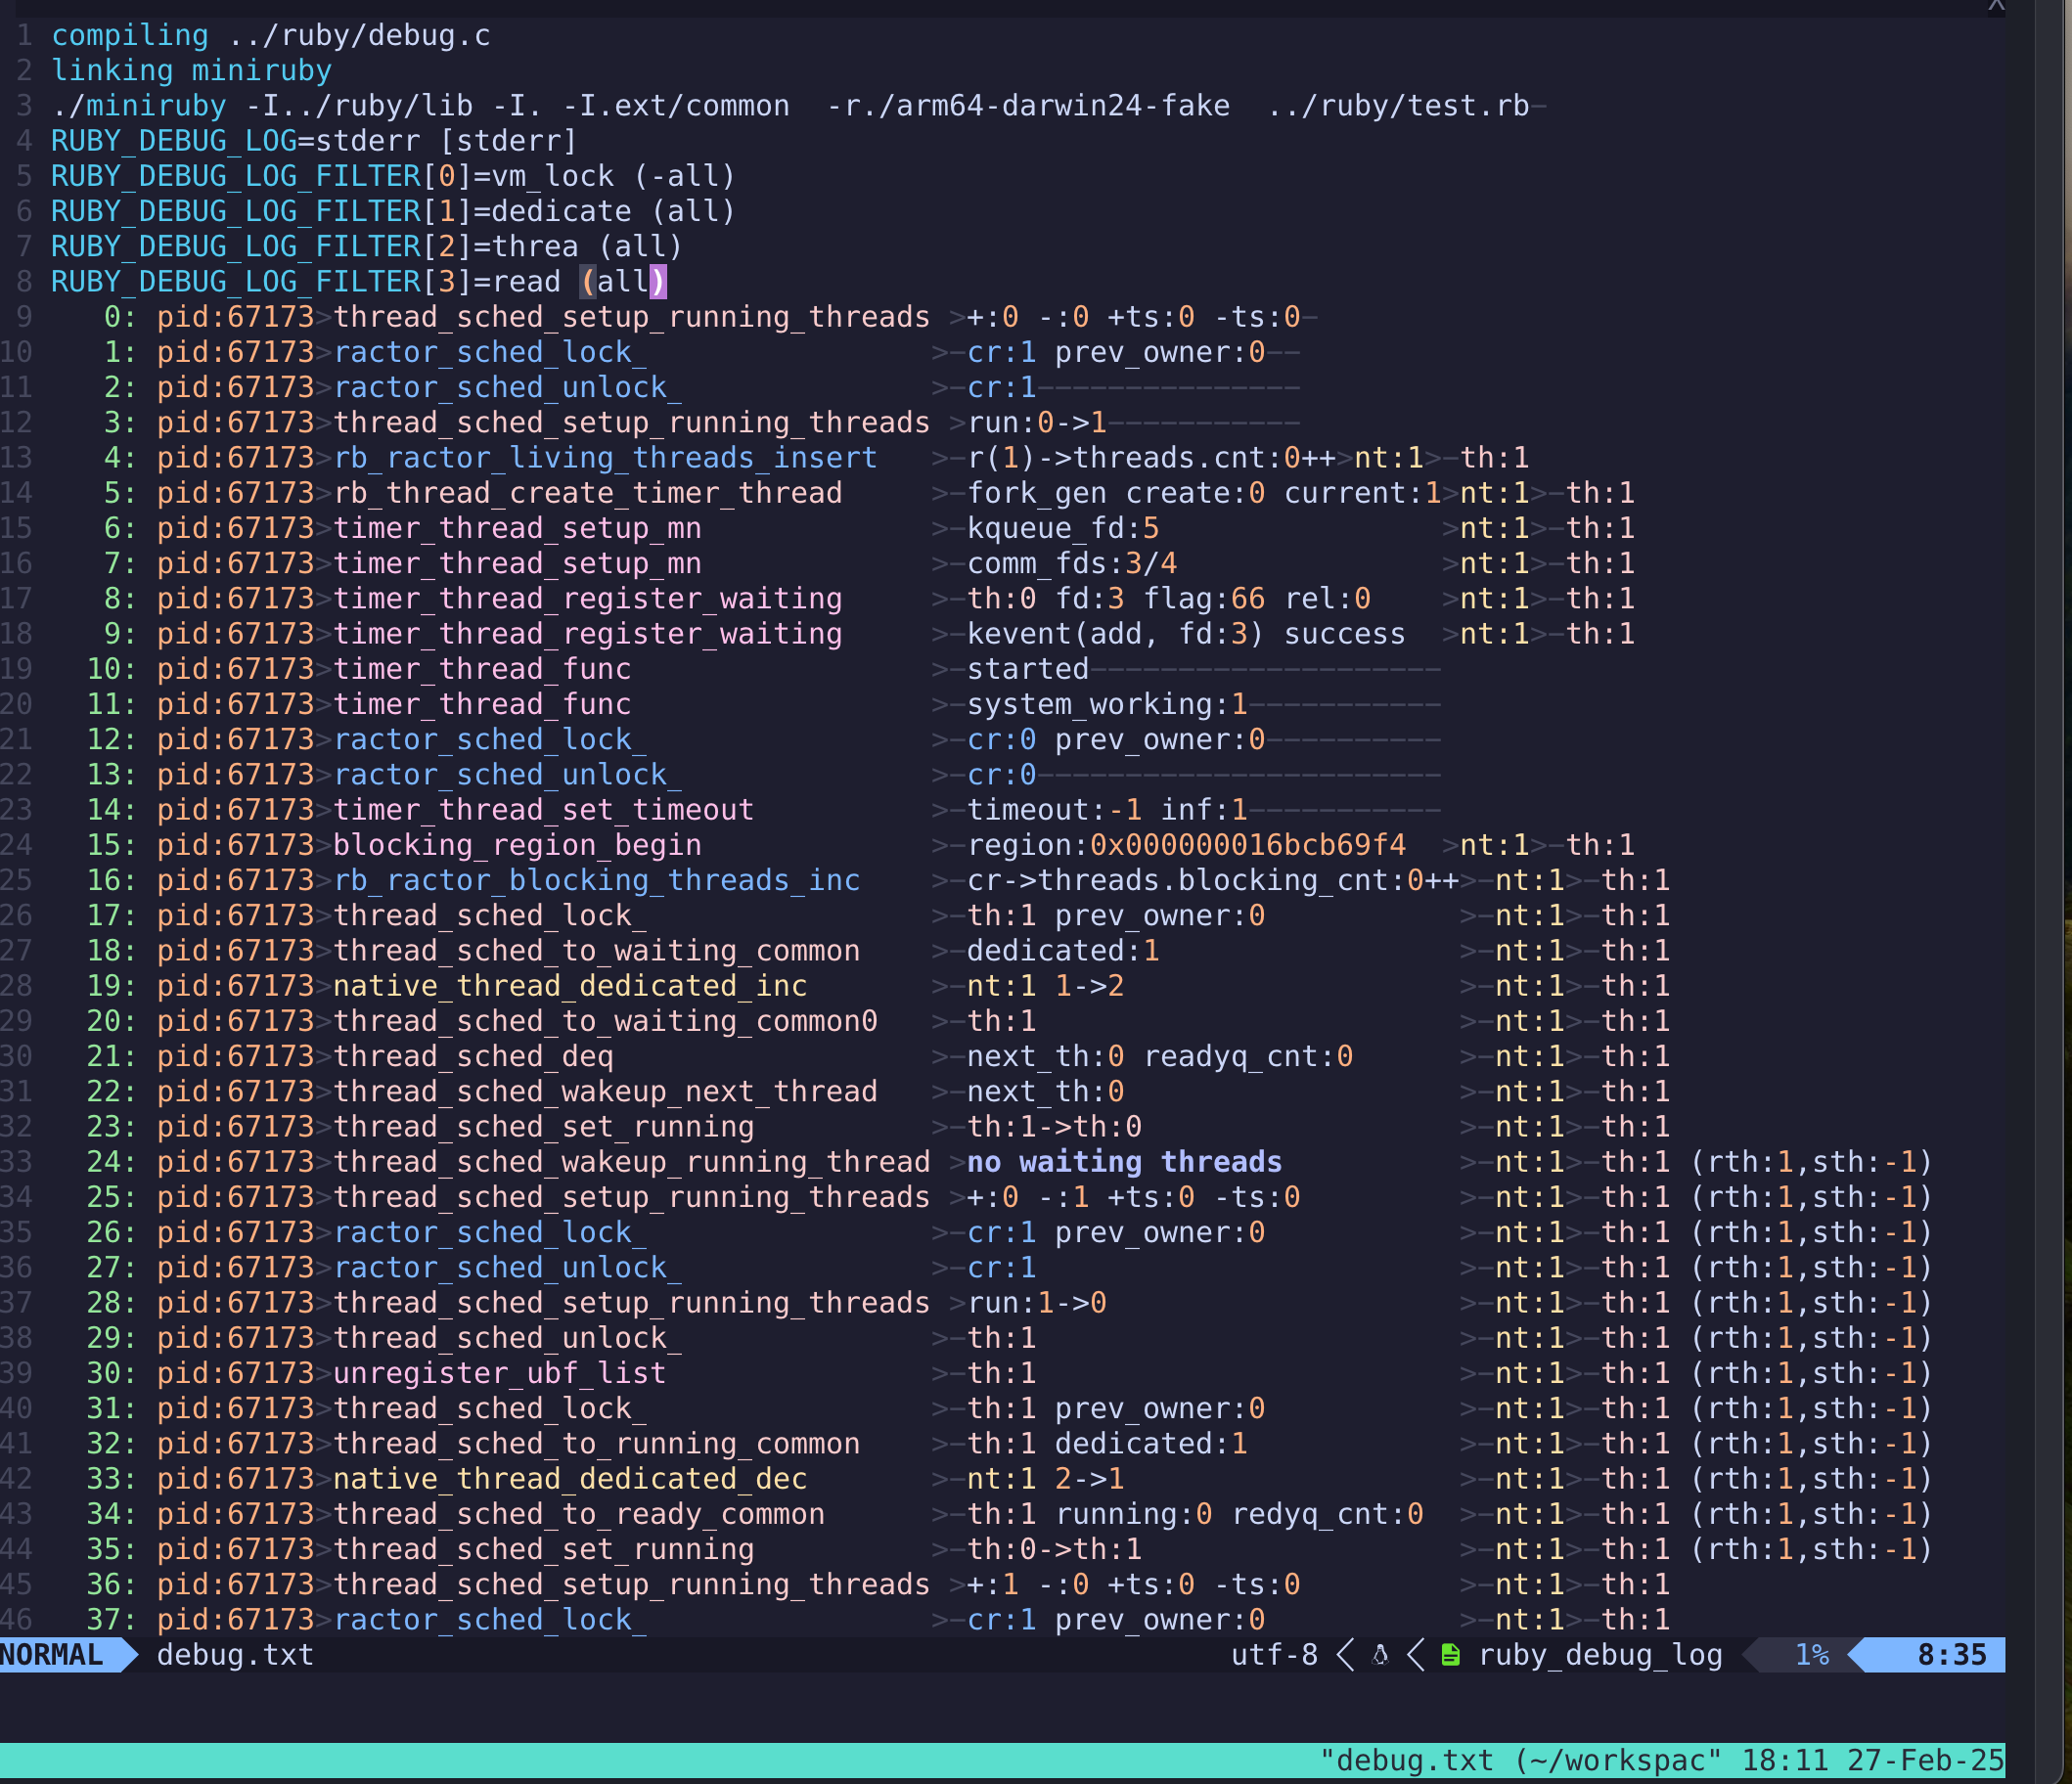 1 compiling ../ruby/debug.c
2 linking miniruby
3 ./miniruby -I../ruby/lib -I. -I.ext/common  -r./arm64-darwin24-fake  ../ruby/test.rb
4 RUBY_DEBUG_LOG=stderr [stderr]
5 RUBY_DEBUG_LOG_FILTER[0]=vm_lock (-all)
6 RUBY_DEBUG_LOG_FILTER[1]=dedicate (all)
7 RUBY_DEBUG_LOG_FILTER[2]=threa (all)
8 RUBY_DEBUG_LOG_FILTER[3]=read (all)
9 0: pid:67173>thread_sched_setup_running_threads >+:0 -:0 +ts:0 -ts:0
10 1: pid:67173>ractor_sched_lock_ >cr:1 prev_owner:0
11 2: pid:67173>ractor_sched_unlock_ >cr:1
12 3: pid:67173>thread_sched_setup_running_threads >run:0->1
13 4: pid:67173>rb_ractor_living_threads_insert >r(1)->threads.cnt:0++>nt:1>th:1
14 5: pid:67173>rb_thread_create_timer_thread >fork_gen create:0 current:1>nt:1>th:1
15 6: pid:67173>timer_thread_setup_mn >kqueue_fd:5 >nt:1>th:1
16 7: pid:67173>timer_thread_setup_mn >comm_fds:3/4 >nt:1>th:1
17 8: pid:67173>timer_thread_register_waiting >th:0 fd:3 flag:66 rel:0 >nt:1>th:1
18 9: pid:67173>timer_thread_register_waiting >kevent(add, fd:3) success >nt:1>th:1
19 10: pid:67173>timer_thread_func >started
20 11: pid:67173>timer_thread_func >system_working:1
21 12: pid:67173>ractor_sched_lock_ >cr:0 prev_owner:0
22 13: pid:67173>ractor_sched_unlock_ >cr:0
23 14: pid:67173>timer_thread_set_timeout >timeout:-1 inf:1
24 15: pid:67173>blocking_region_begin >region:0x000000016bcb69f4 >nt:1>th:1
25 16: pid:67173>rb_ractor_blocking_threads_inc >cr->threads.blocking_cnt:0++>nt:1>th:1
26 17: pid:67173>thread_sched_lock_ >th:1 prev_owner:0 >nt:1>th:1
27 18: pid:67173>thread_sched_to_waiting_common >dedicated:1 >nt:1>th:1
28 19: pid:67173>native_thread_dedicated_inc >nt:1 1->2 >nt:1>th:1
29 20: pid:67173>thread_sched_to_waiting_common0 >th:1 >nt:1>th:1
30 21: pid:67173>thread_sched_deq >next_th:0 readyq_cnt:0 >nt:1>th:1
31 22: pid:67173>thread_sched_wakeup_next_thread >next_th:0 >nt:1>th:1
32 23: pid:67173>thread_sched_set_running >th:1->th:0 >nt:1>th:1
33 24: pid:67173>thread_sched_wakeup_running_thread >no waiting threads >nt:1>th:1 (rth:1,sth:-1)
34 25: pid:67173>thread_sched_setup_running_threads >+:0 -:1 +ts:0 -ts:0 >nt:1>th:1 (rth:1,sth:-1)
35 26: pid:67173>ractor_sched_lock_ >cr:1 prev_owner:0 >nt:1>th:1 (rth:1,sth:-1)
36 27: pid:67173>ractor_sched_unlock_ >cr:1 >nt:1>th:1 (rth:1,sth:-1)
37 28: pid:67173>thread_sched_setup_running_threads >run:1->0 >nt:1>th:1 (rth:1,sth:-1)
38 29: pid:67173>thread_sched_unlock_ >th:1 >nt:1>th:1 (rth:1,sth:-1)
39 30: pid:67173>unregister_ubf_list >th:1 >nt:1>th:1 (rth:1,sth:-1)
40 31: pid:67173>thread_sched_lock_ >th:1 prev_owner:0 >nt:1>th:1 (rth:1,sth:-1)
41 32: pid:67173>thread_sched_to_running_common >th:1 dedicated:1 >nt:1>th:1 (rth:1,sth:-1)
42 33: pid:67173>native_thread_dedicated_dec >nt:1 2->1 >nt:1>th:1 (rth:1,sth:-1)
43 34: pid:67173>thread_sched_to_ready_common >th:1 running:0 redyq_cnt:0 >nt:1>th:1 (rth:1,sth:-1)
44 35: pid:67173>thread_sched_set_running >th:0->th:1 >nt:1>th:1 (rth:1,sth:-1)
45 36: pid:67173>thread_sched_setup_running_threads >+:1 -:0 +ts:0 -ts:0 >nt:1>th:1
46 37: pid:67173>ractor_sched_lock_ >cr:1 prev_owner:0 >nt:1>th:1
NORMAL debug.txt utf-8 ruby_debug_log 1% 8:35
"debug.txt (~/workspac" 18:11 27-Feb-25